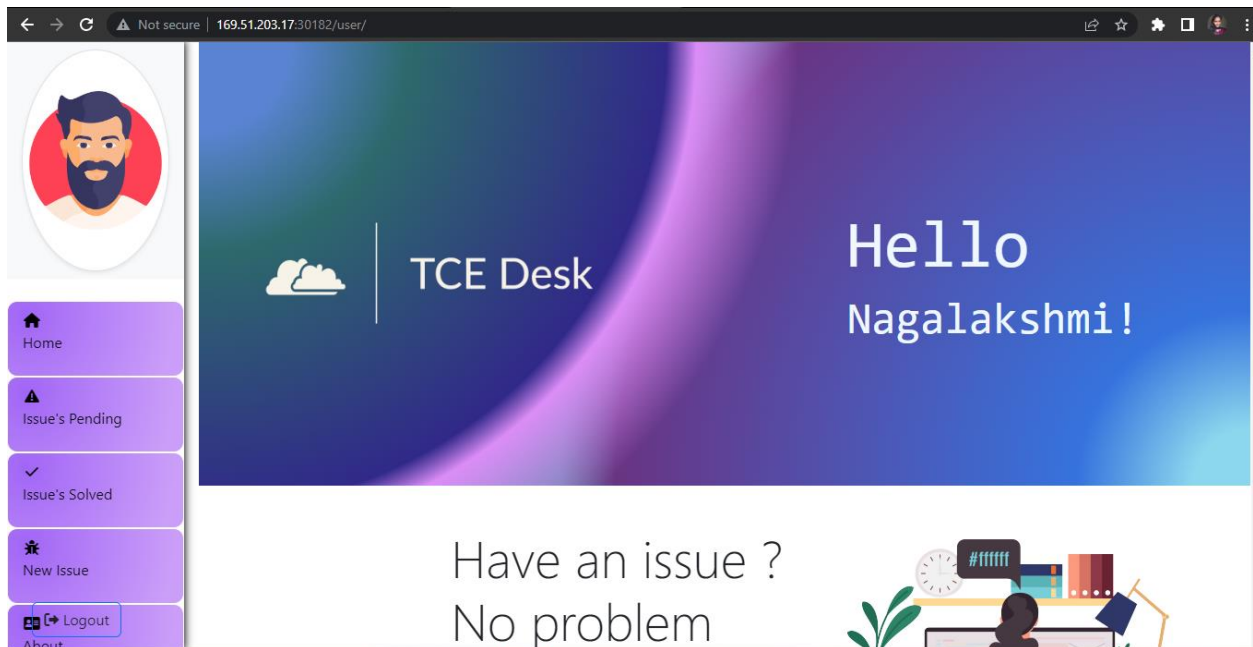 Not secure | 169.51.203.17:30182/user/
TCE Desk
Hello
Nagalakshmi!
Home
Issue's Pending
Issue's Solved
New Issue
Logout
About
Have an issue ?
No problem
#ffffff